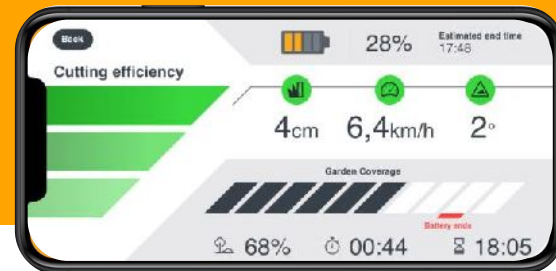 Back
28%
Estimated end time
17:48
Cutting efficiency
4cm
6,4km/h
2°
Garden Coverage
Battery ends
68%
00:44
18:05